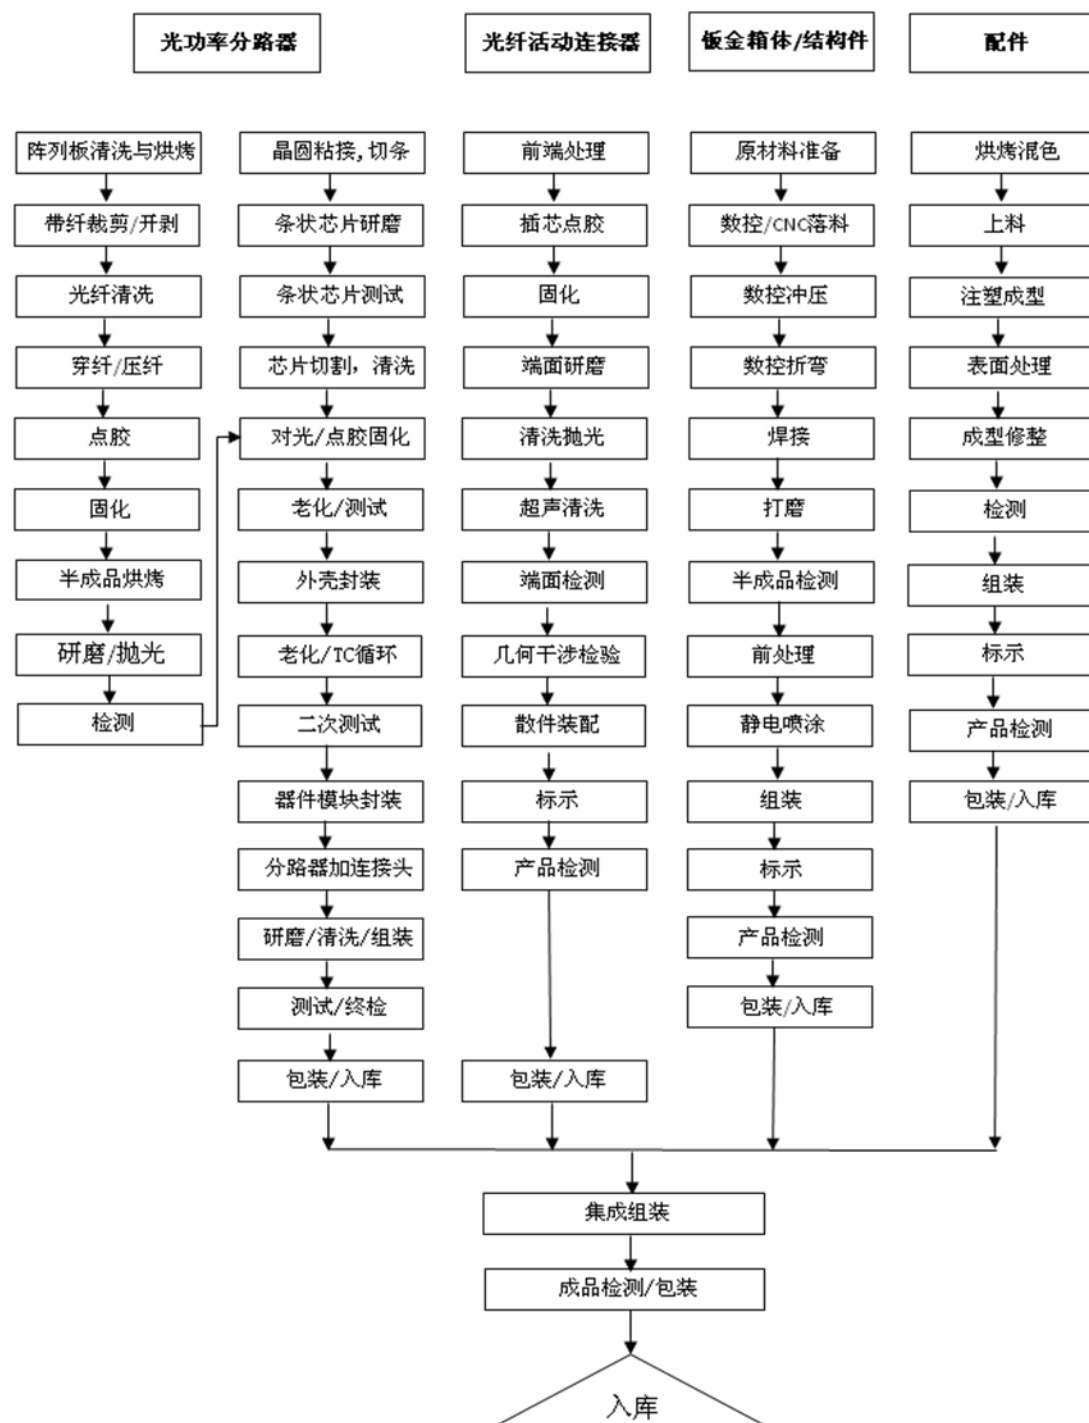 光功率分路器
光纤活动连接器
钣金箱体/结构件
配件
阵列板清洗与烘烤
带纤裁剪/开剥
光纤清洗
穿纤/压纤
点胶
固化
半成品烘烤
研磨/抛光
检测
晶圆粘接,切条
条状芯片研磨
条状芯片测试
芯片切割，清洗
对光/点胶固化
老化/测试
外壳封装
老化/TC循环
二次测试
器件模块封装
分路器加连接头
研磨/清洗/组装
测试/终检
包装/入库
前端处理
插芯点胶
固化
端面研磨
清洗抛光
超声清洗
端面检测
几何干涉检验
散件装配
标示
产品检测
包装/入库
原材料准备
数控/CNC落料
数控冲压
数控折弯
焊接
打磨
半成品检测
前处理
静电喷涂
组装
标示
产品检测
包装/入库
烘烤混色
上料
注塑成型
表面处理
成型修整
检测
组装
标示
产品检测
包装/入库
集成组装
成品检测/包装
入库